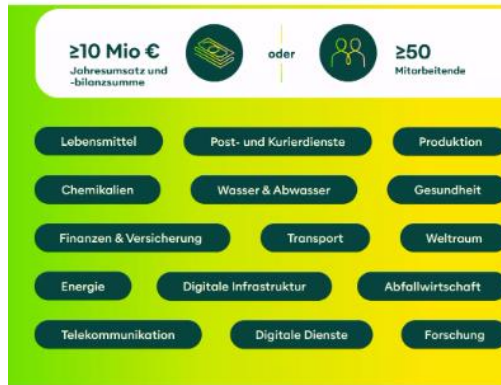 ≥10 Mio €
Jahresumsatz und
-bilanzsumme
oder
≥50
Mitarbeitende
Lebensmittel
Post- und Kurierdienste
Produktion
Chemikalien
Wasser & Abwasser
Gesundheit
Finanzen & Versicherung
Transport
Weltraum
Energie
Digitale Infrastruktur
Abfallwirtschaft
Telekommunikation
Digitale Dienste
Forschung